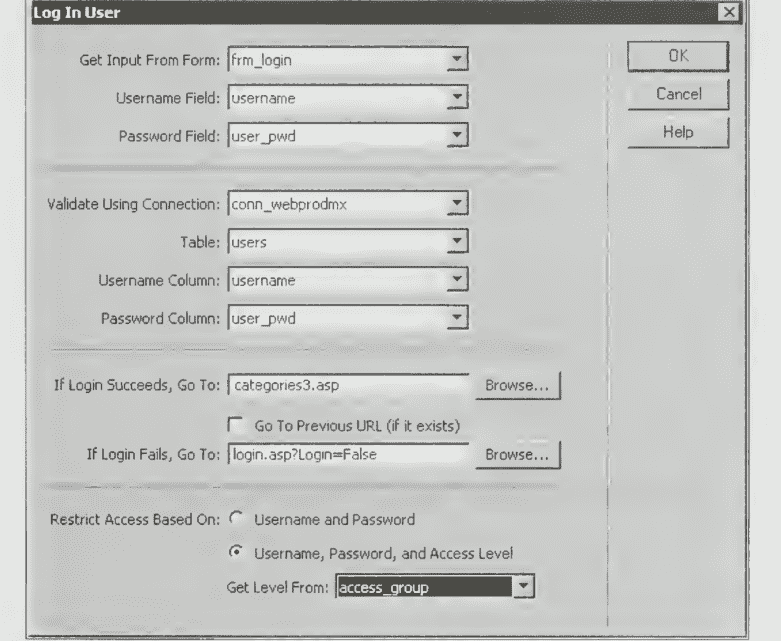 Log In User
Get Input From Form: frm_login OK
Username Field: username Cancel
Password Field: user_pwd Help
Validate Using Connection: conn_webprodmx
Table: users
Username Column: username
Password Column: user_pwd
If Login Succeeds, Go To: categories3.asp Browse...
Go To Previous URL (if it exists)
If Login Fails, Go To: login.asp?Login=False Browse...
Restrict Access Based On: Username and Password
Username, Password, and Access Level
Get Level From: access_group